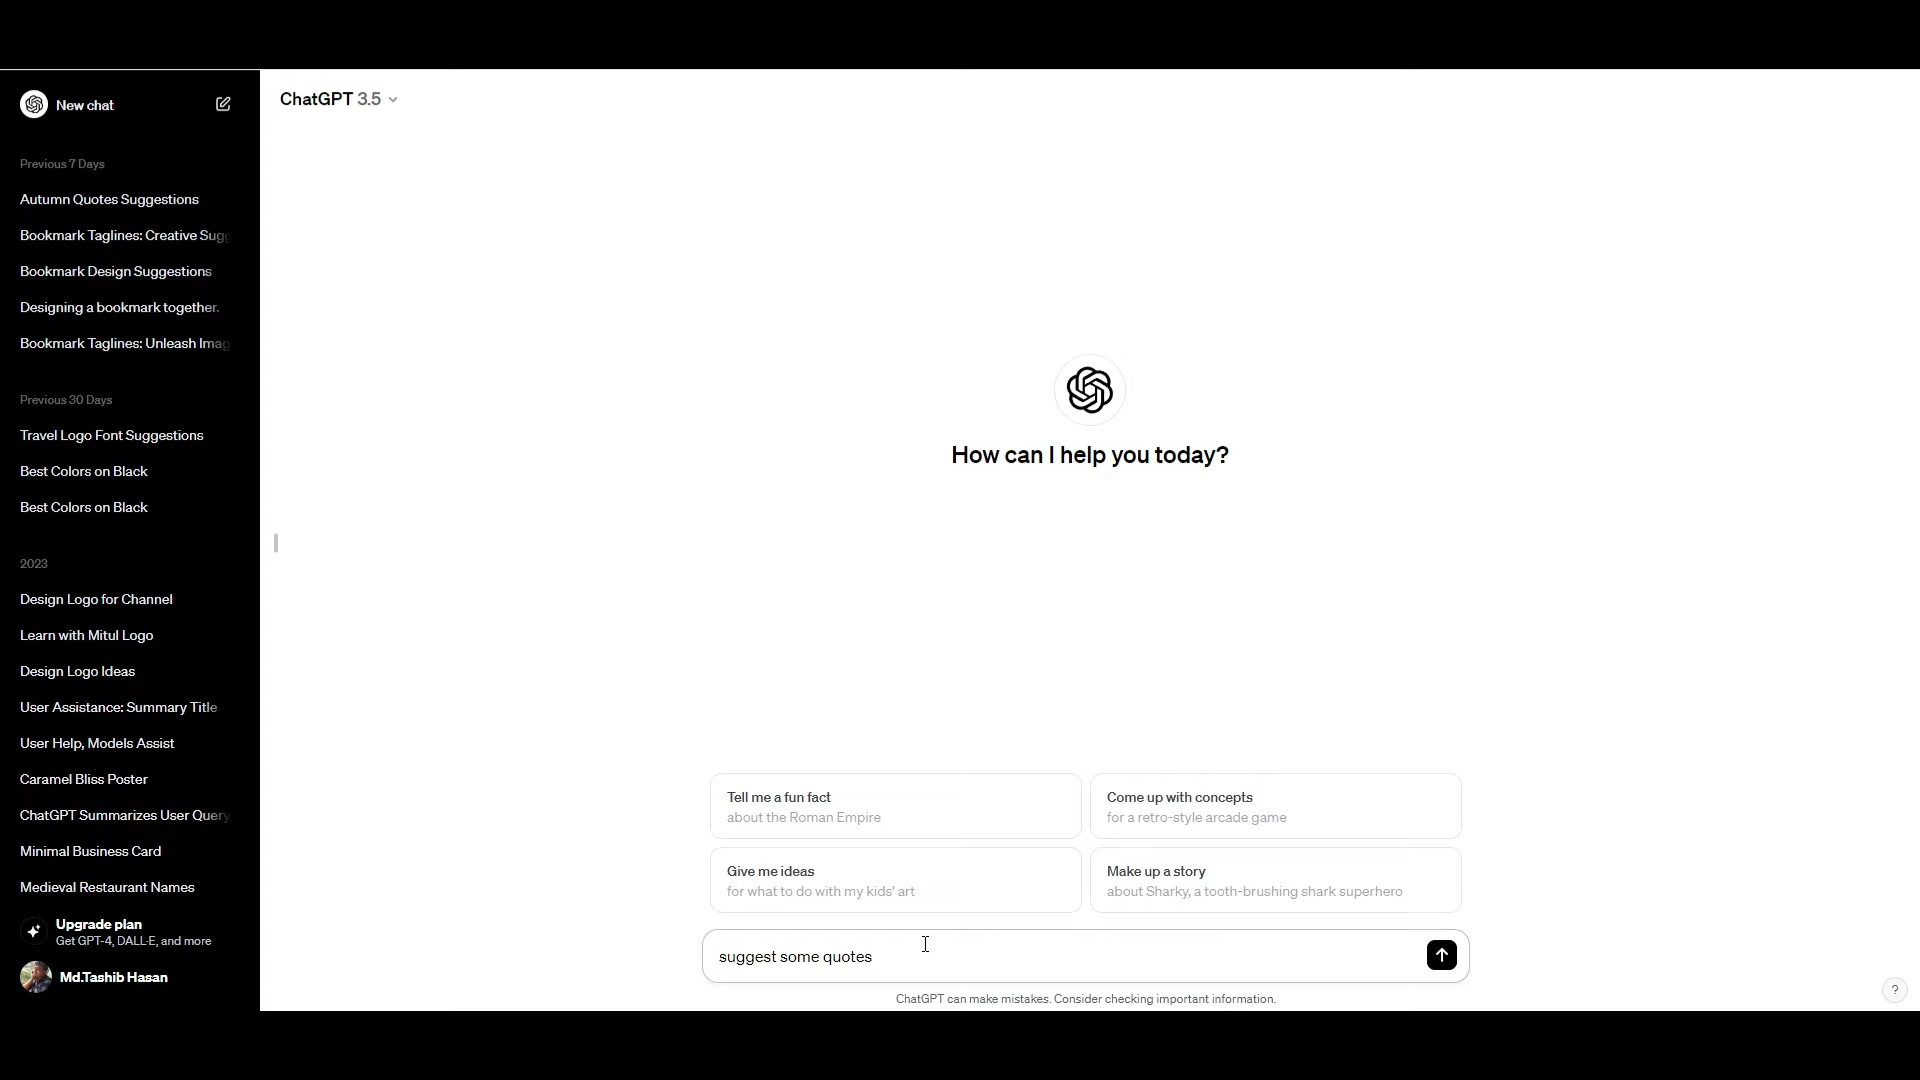 New chat
ChatGPT 3.5
Previous 7 Days
Autumn Quotes Suggestions
Bookmark Taglines: Creative Sugg
Bookmark Design Suggestions
Designing a bookmark together.
Bookmark Taglines: Unleash Imag
Previous 30 Days
Travel Logo Font Suggestions
Best Colors on Black
Best Colors on Black
2023
Design Logo for Channel
Learn with Mitul Logo
Design Logo Ideas
User Assistance: Summary Title
User Help, Models Assist
Caramel Bliss Poster
ChatGPT Summarizes User Query
Minimal Business Card
Medieval Restaurant Names
Upgrade plan
Get GPT-4, DALL·E, and more
Md.Tashib Hasan
How can I help you today?
Tell me a fun fact
about the Roman Empire
Come up with concepts
for a retro-style arcade game
Give me ideas
for what to do with my kids' art
Make up a story
about Sharky, a tooth-brushing shark superhero
suggest some quotes
ChatGPT can make mistakes. Consider checking important information.
?